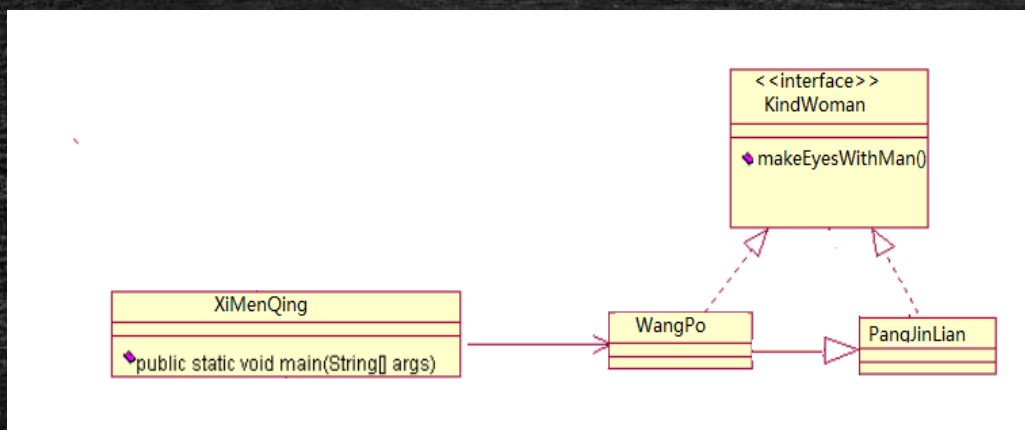 <<interface>>
KindWoman
makeEyesWithMan()
XiMenQing
public static void main(String[] args)
WangPo
PangJinLian